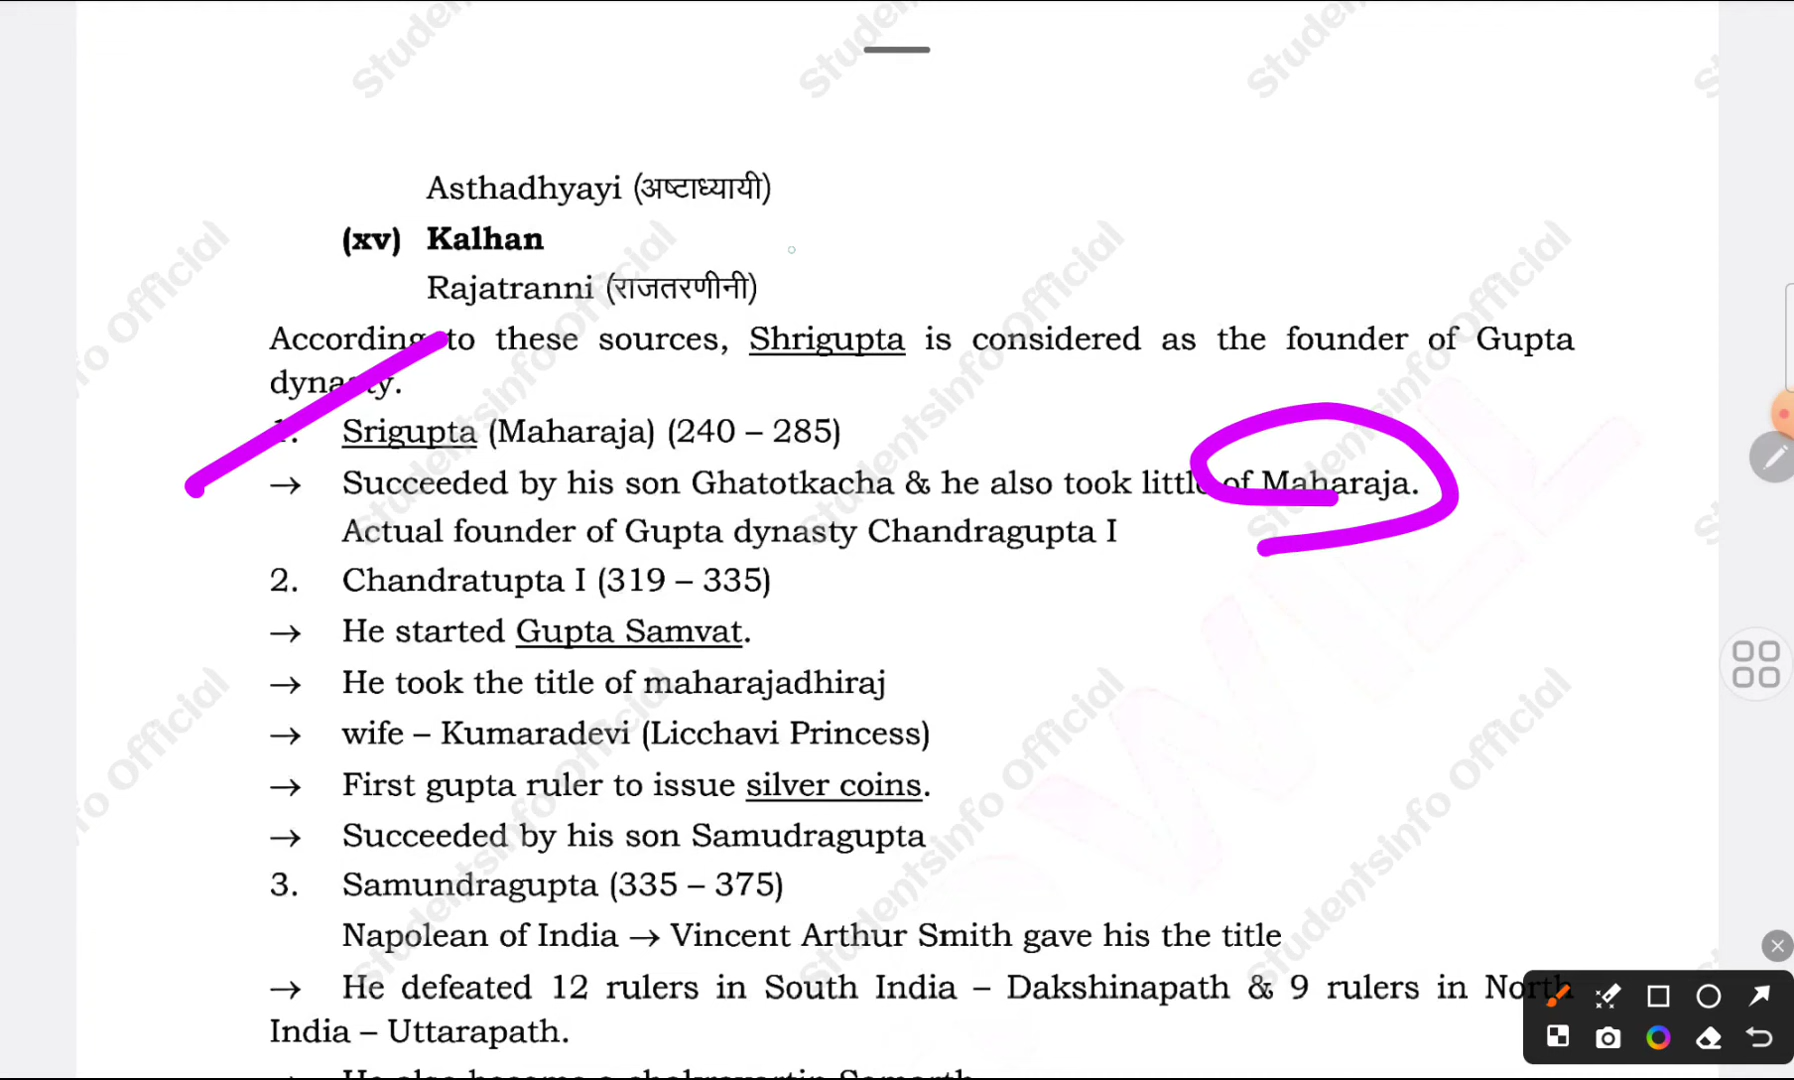 Asthadhyayi (अष्टाध्यायी)
(xv) Kalhan
Rajatranni (राजतरणीनी)
According to these sources, Shrigupta is considered as the founder of Gupta
dynasty.
1. Srigupta (Maharaja) (240 – 285)
→ Succeeded by his son Ghatotkacha & he also took little of Maharaja.
Actual founder of Gupta dynasty Chandragupta I
2. Chandratupta I (319 – 335)
→ He started Gupta Samvat.
→ He took the title of maharajadhiraj
→ wife – Kumaradevi (Licchavi Princess)
→ First gupta ruler to issue silver coins.
→ Succeeded by his son Samudragupta
3. Samundragupta (335 – 375)
Napolean of India → Vincent Arthur Smith gave his the title
→ He defeated 12 rulers in South India – Dakshinapath & 9 rulers in North
India – Uttarapath.
Studentsinfo Official